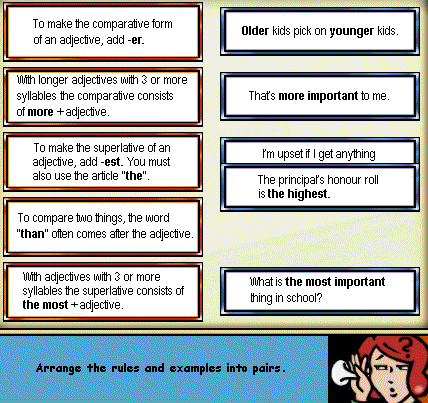 To make the comparative form
of an adjective, add -er.
Older kids pick on younger kids.
With longer adjectives with 3 or more
syllables the comparative consists
of more + adjective.
That's more important to me.
To make the superlative of an
adjective, add -est. You must
also use the article "the".
I'm upset if I get anything
The principal's honour roll
is the highest.
To compare two things, the word
"than" often comes after the adjective.
With adjectives with 3 or more
syllables the superlative consists of
the most + adjective.
What is the most important
thing in school?
Arrange the rules and examples into pairs.